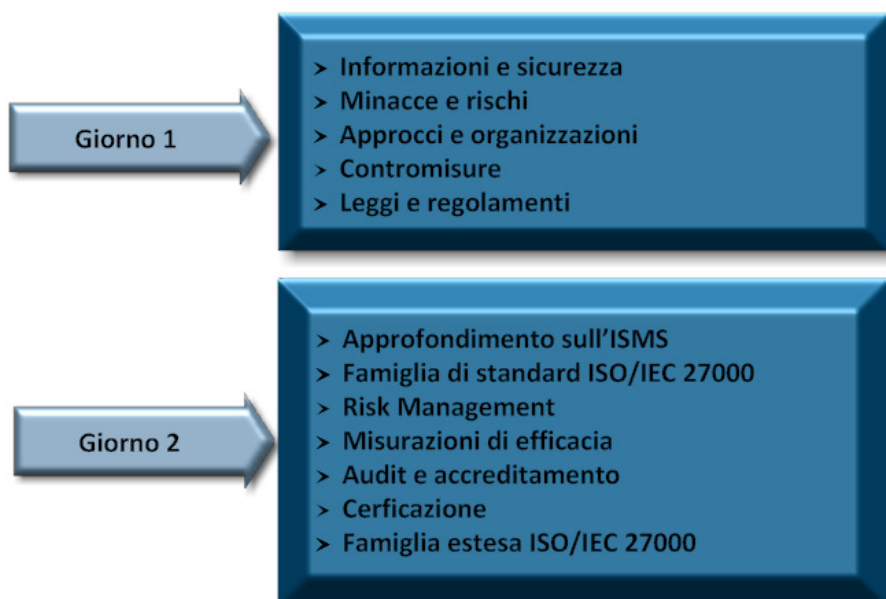 Giorno 1
➢ Informazioni e sicurezza
➢ Minacce e rischi
➢ Approcci e organizzazioni
➢ Contromisure
➢ Leggi e regolamenti
Giorno 2
➢ Approfondimento sull’ISMS
➢ Famiglia di standard ISO/IEC 27000
➢ Risk Management
➢ Misurazioni di efficacia
➢ Audit e accreditamento
➢ Cerficazione
➢ Famiglia estesa ISO/IEC 27000